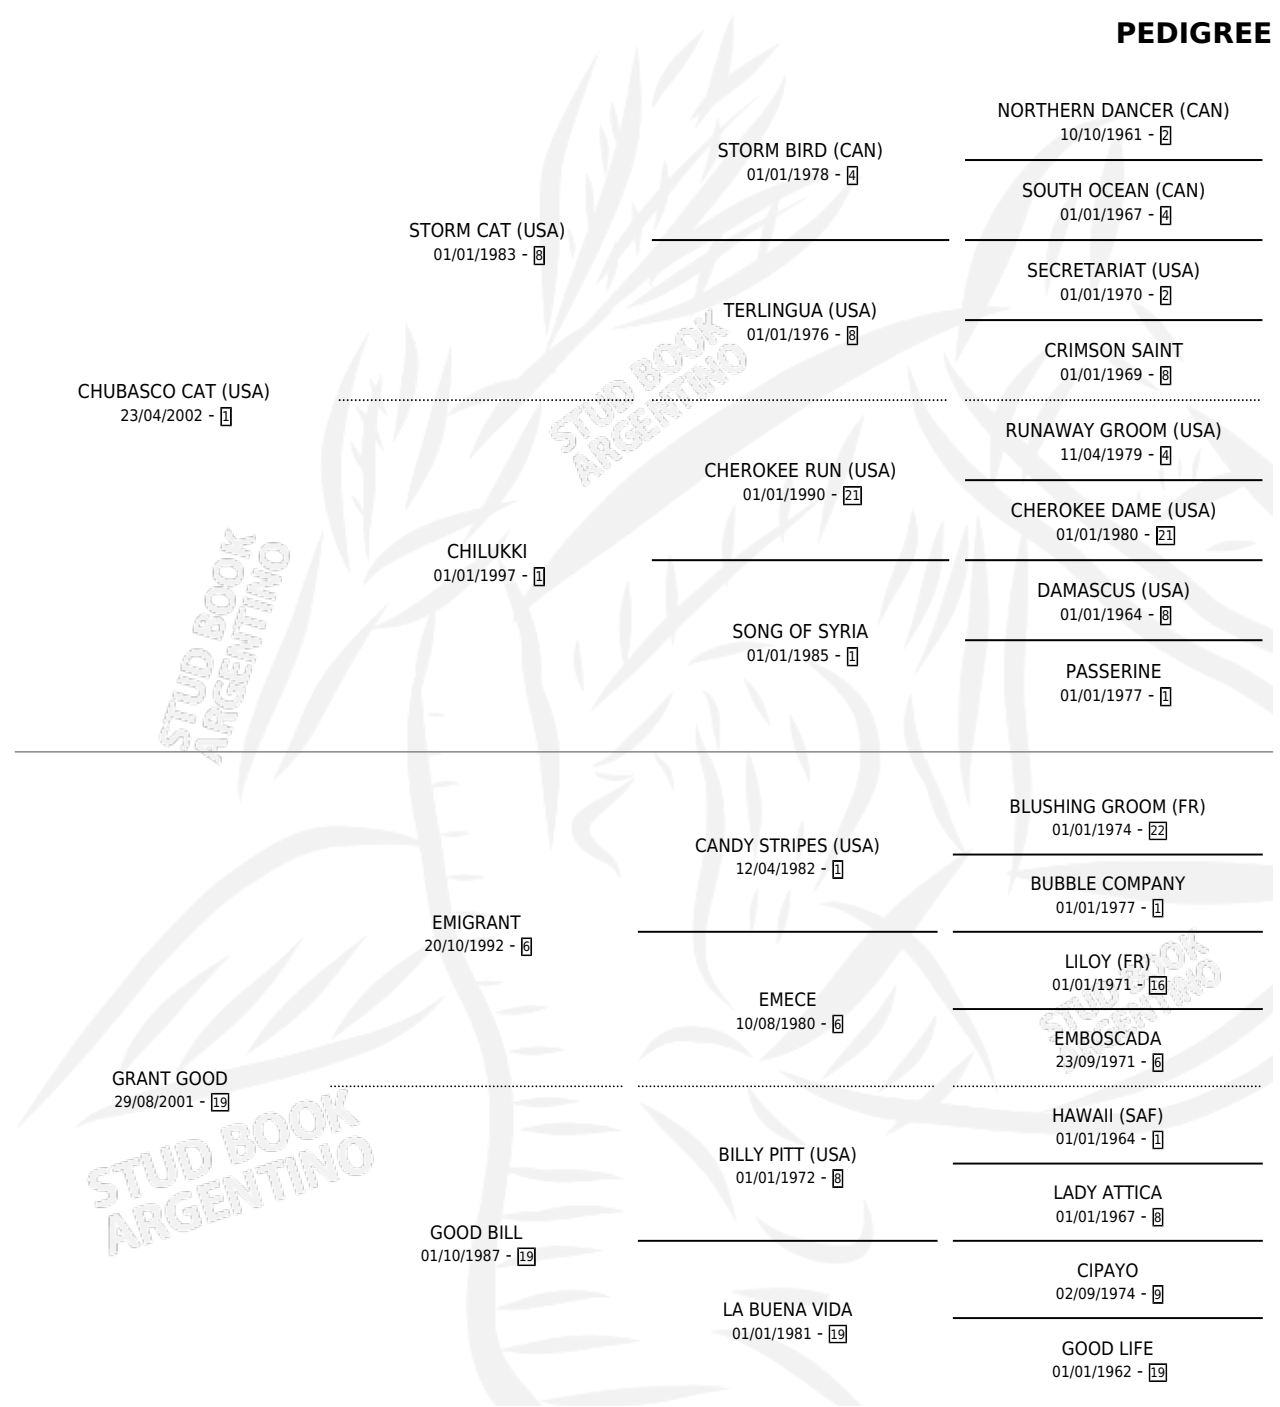 PEDIGREE
NORTHERN DANCER (CAN)
10/10/1961 - 2
STORM BIRD (CAN)
01/01/1978 - 4
SOUTH OCEAN (CAN)
01/01/1967 - 4
STORM CAT (USA)
01/01/1983 - 8
SECRETARIAT (USA)
01/01/1970 - 2
TERLINGUA (USA)
01/01/1976 - 8
CRIMSON SAINT
01/01/1969 - 8
CHUBASCO CAT (USA)
23/04/2002 - 1
RUNAWAY GROOM (USA)
11/04/1979 - 4
CHEROKEE RUN (USA)
01/01/1990 - 21
CHEROKEE DAME (USA)
01/01/1980 - 21
CHILUKKI
01/01/1997 - 1
DAMASCUS (USA)
01/01/1964 - 8
SONG OF SYRIA
01/01/1985 - 1
PASSERINE
01/01/1977 - 1
BLUSHING GROOM (FR)
01/01/1974 - 22
CANDY STRIPES (USA)
12/04/1982 - 1
BUBBLE COMPANY
01/01/1977 - 1
EMIGRANT
20/10/1992 - 6
LILOY (FR)
01/01/1971 - 16
EMECE
10/08/1980 - 6
EMBOSCADA
23/09/1971 - 6
GRANT GOOD
29/08/2001 - 19
HAWAII (SAF)
01/01/1964 - 1
BILLY PITT (USA)
01/01/1972 - 8
LADY ATTICA
01/01/1967 - 8
GOOD BILL
01/10/1987 - 19
CIPAYO
02/09/1974 - 9
LA BUENA VIDA
01/01/1981 - 19
GOOD LIFE
01/01/1962 - 19
STUD BOOK
ARGENTINO
STUD BOOK
ARGENTINO
STUD BOOK
ARGENTINO
STUD BOOK
ARGENTINO